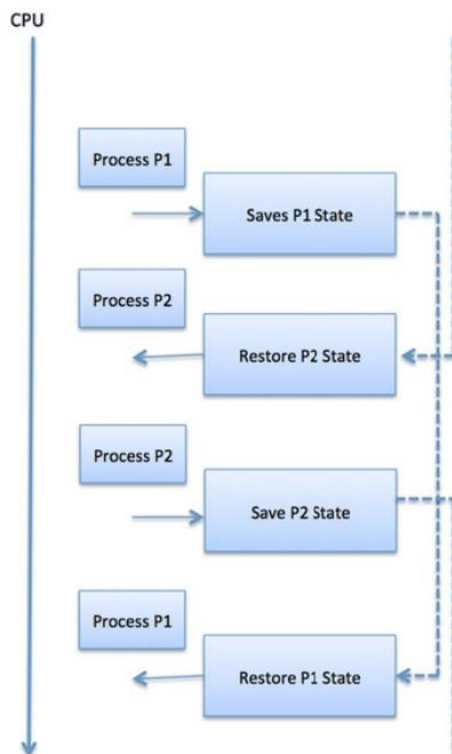 CPU
Process P1
Saves P1 State
Process P2
Restore P2 State
Process P2
Save P2 State
Process P1
Restore P1 State